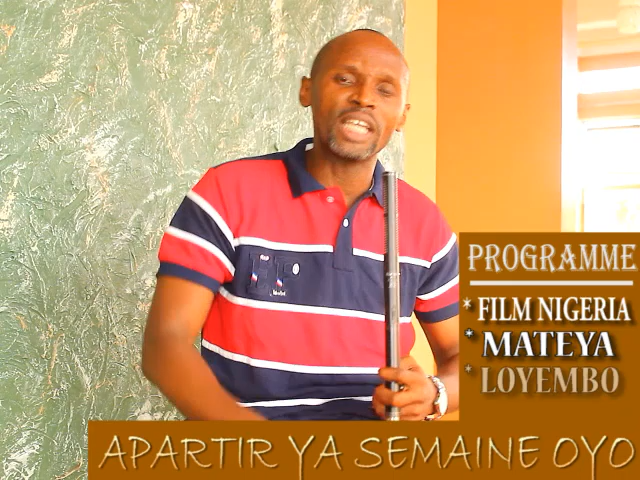 PROGRAMME
* FILM NIGERIA
* MATEYA
* LOYEMBO
APARTIR YA SEMAINE OYO